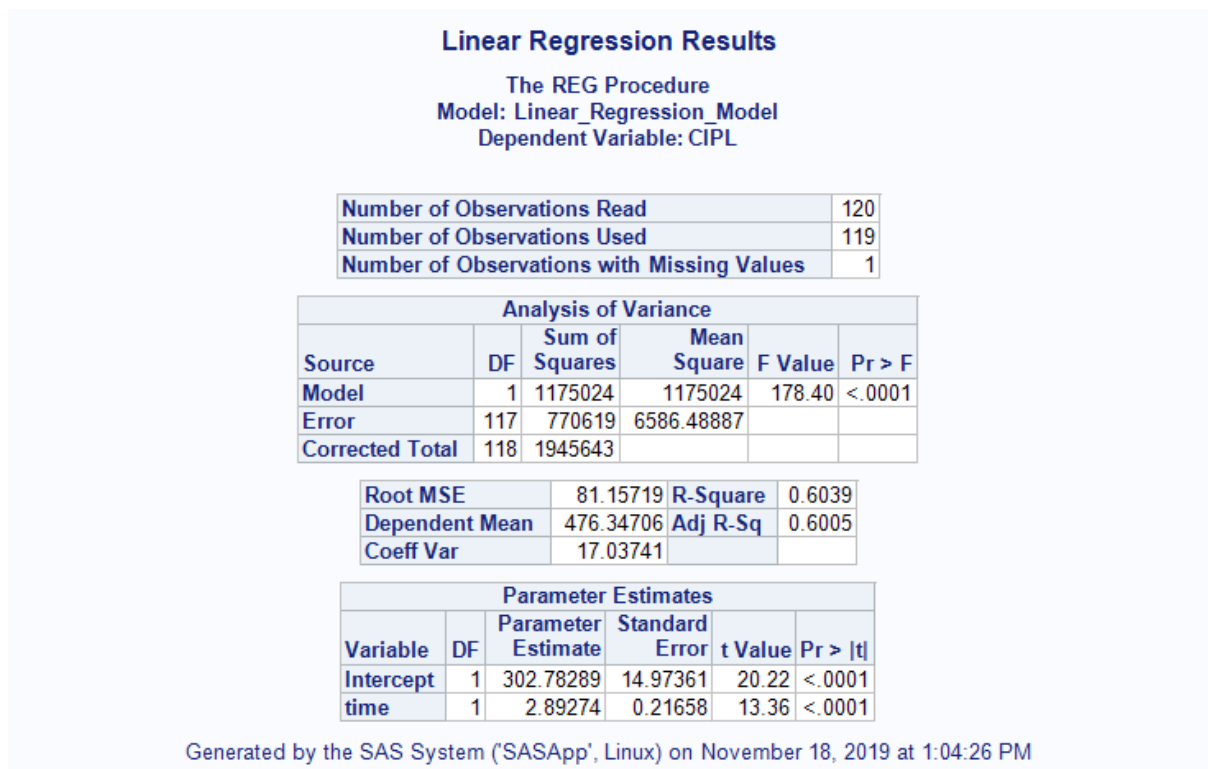 Linear Regression Results
The REG Procedure
Model: Linear_Regression_Model
Dependent Variable: CIPL
Number of Observations Read 120
Number of Observations Used 119
Number of Observations with Missing Values 1
Analysis of Variance
Source DF Sum of Squares Mean Square F Value Pr > F
Model 1 1175024 1175024 178.40 <.0001
Error 117 770619 6586.48887
Corrected Total 118 1945643
Root MSE 81.15719 R-Square 0.6039
Dependent Mean 476.34706 Adj R-Sq 0.6005
Coeff Var 17.03741
Parameter Estimates
Variable DF Parameter Estimate Standard Error t Value Pr > |t|
Intercept 1 302.78289 14.97361 20.22 <.0001
time 1 2.89274 0.21658 13.36 <.0001
Generated by the SAS System ('SASApp', Linux) on November 18, 2019 at 1:04:26 PM